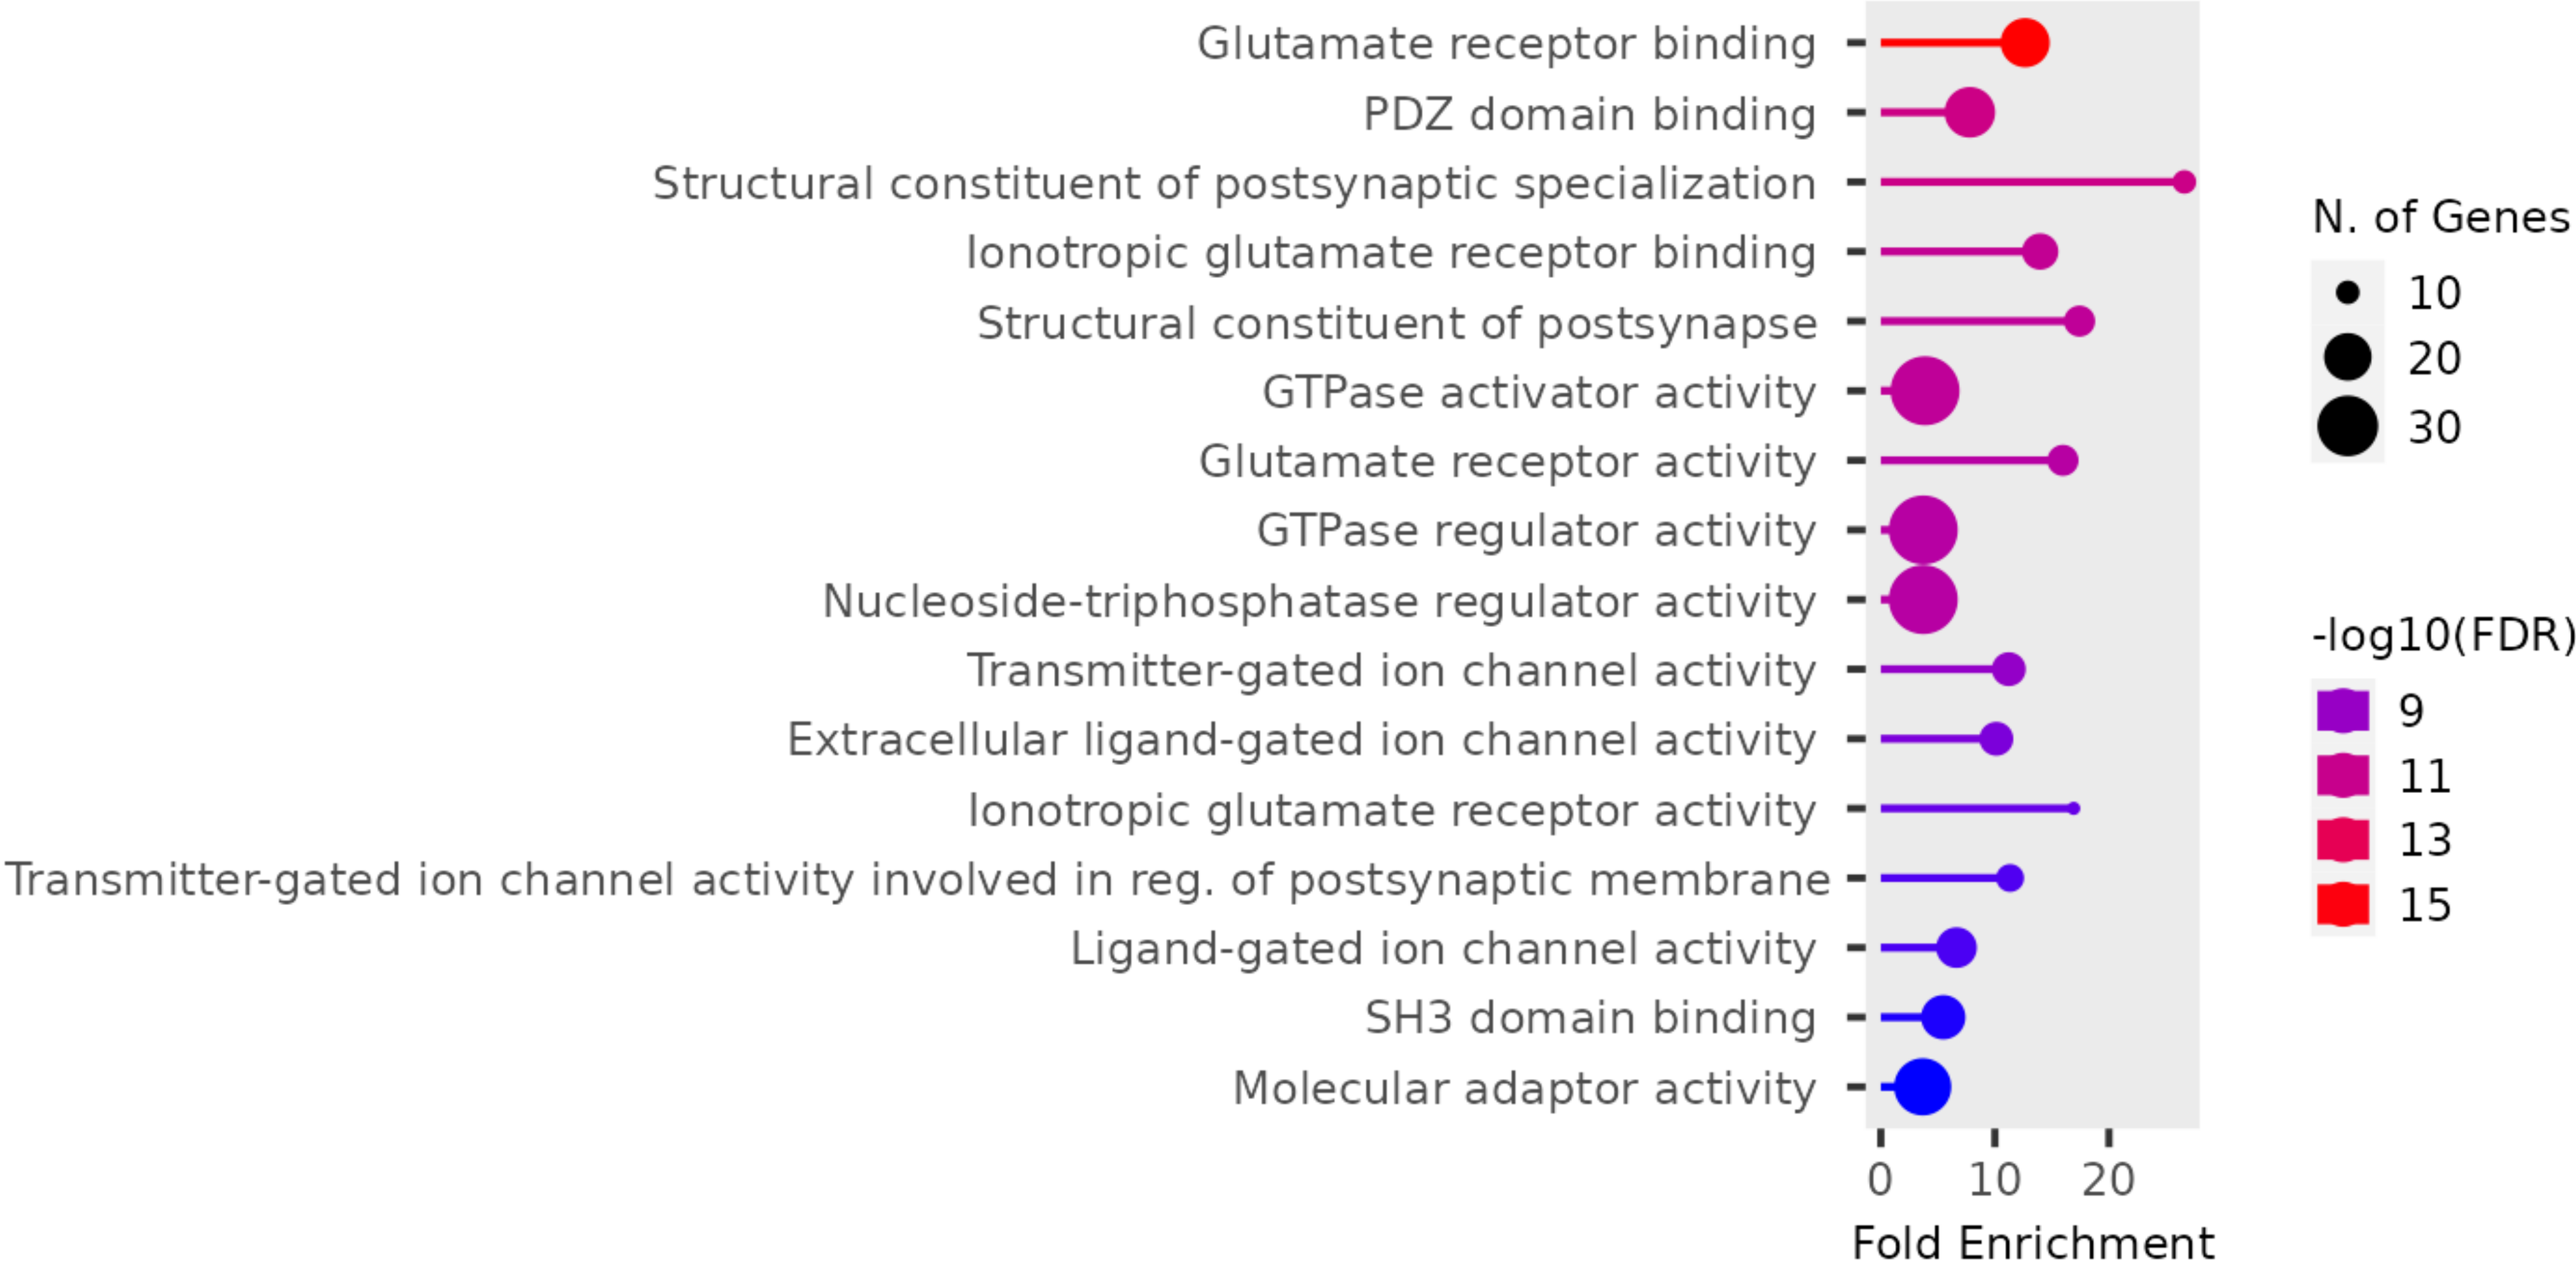 Glutamate receptor binding
PDZ domain binding
Structural constituent of postsynaptic specialization
Ionotropic glutamate receptor binding
Structural constituent of postsynapse
GTPase activator activity
Glutamate receptor activity
GTPase regulator activity
Nucleoside-triphosphatase regulator activity
Transmitter-gated ion channel activity
Extracellular ligand-gated ion channel activity
Ionotropic glutamate receptor activity
Transmitter-gated ion channel activity involved in reg. of postsynaptic membrane
Ligand-gated ion channel activity
SH3 domain binding
Molecular adaptor activity
0 10 20
Fold Enrichment
N. of Genes
10
20
30
-log10(FDR)
9
11
13
15